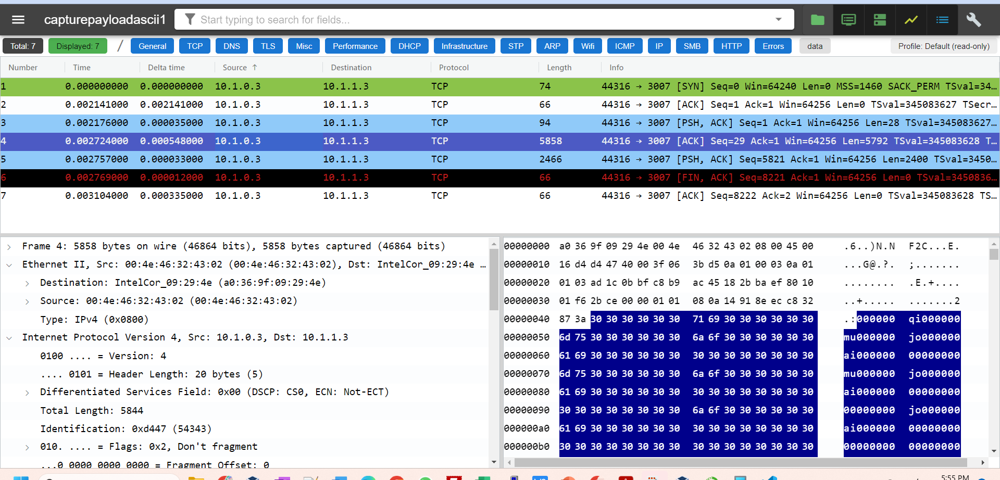 capturepayloadascii1 Start typing to search for fields...
Total: 7 Displayed: 7 / General TCP DNS TLS Misc Performance DHCP Infrastructure STP ARP Wifi ICMP IP SMB HTTP Errors data Profile: Default (read-only)
Number Time Delta time Source ↑ Destination Protocol Length Info
1 0.000000000 0.000000000 10.1.0.3 10.1.1.3 TCP 74 44316 → 3007 [SYN] Seq=0 Win=64240 Len=0 MSS=1460 SACK_PERM TSval=34...
2 0.002141000 0.002141000 10.1.0.3 10.1.1.3 TCP 66 44316 → 3007 [ACK] Seq=1 Ack=1 Win=64256 Len=0 TSval=345083627 TSecr...
3 0.002176000 0.000035000 10.1.0.3 10.1.1.3 TCP 94 44316 → 3007 [PSH, ACK] Seq=1 Ack=1 Win=64256 Len=28 TSval=345083627...
4 0.002724000 0.000548000 10.1.0.3 10.1.1.3 TCP 5858 44316 → 3007 [ACK] Seq=29 Ack=1 Win=64256 Len=5792 TSval=345083628 T...
5 0.002757000 0.000033000 10.1.0.3 10.1.1.3 TCP 2466 44316 → 3007 [PSH, ACK] Seq=5821 Ack=1 Win=64256 Len=2400 TSval=3450...
6 0.002769000 0.000012000 10.1.0.3 10.1.1.3 TCP 66 44316 → 3007 [FIN, ACK] Seq=8221 Ack=1 Win=64256 Len=0 TSval=3450836...
7 0.003104000 0.000335000 10.1.0.3 10.1.1.3 TCP 66 44316 → 3007 [ACK] Seq=8222 Ack=2 Win=64256 Len=0 TSval=345083628 TS...
Frame 4: 5858 bytes on wire (46864 bits), 5858 bytes captured (46864 bits)
Ethernet II, Src: 00:4e:46:32:43:02 (00:4e:46:32:43:02), Dst: IntelCor_09:29:4e ...
Destination: IntelCor_09:29:4e (a0:36:9f:09:29:4e)
Source: 00:4e:46:32:43:02 (00:4e:46:32:43:02)
Type: IPv4 (0x0800)
Internet Protocol Version 4, Src: 10.1.0.3, Dst: 10.1.1.3
0100 .... = Version: 4
.... 0101 = Header Length: 20 bytes (5)
Differentiated Services Field: 0x00 (DSCP: CS0, ECN: Not-ECT)
Total Length: 5844
Identification: 0xd447 (54343)
010. .... = Flags: 0x2, Don't fragment
...0 0000 0000 0000 = Fragment Offset: 0
00000000 a0 36 9f 09 29 4e 00 4e 46 32 43 02 08 00 45 00 .6..)N.N F2C...E.
00000010 16 d4 d4 47 40 00 3f 06 3b d5 0a 01 00 03 0a 01 ...G@.?. ;.......
00000020 01 03 ad 1c 0b bf c8 b9 ac 45 18 2b ba ef 80 10 ........ .E.+....
00000030 01 f6 2b ce 00 00 01 01 08 0a 14 91 8e ec c8 32 ..+..... .......2
00000040 87 3a 30 30 30 30 30 30 71 69 30 30 30 30 30 30 .:000000 qi000000
00000050 6d 75 30 30 30 30 30 30 6a 6f 30 30 30 30 30 30 mu000000 jo000000
00000060 61 69 30 30 30 30 30 30 30 30 30 30 30 30 30 30 ai000000 00000000
00000070 6d 75 30 30 30 30 30 30 6a 6f 30 30 30 30 30 30 mu000000 jo000000
00000080 61 69 30 30 30 30 30 30 30 30 30 30 30 30 30 30 ai000000 00000000
00000090 30 30 30 30 30 30 30 30 6a 6f 30 30 30 30 30 30 00000000 jo000000
000000a0 61 69 30 30 30 30 30 30 30 30 30 30 30 30 30 30 ai000000 00000000
000000b0 30 30 30 30 30 30 30 30 30 30 30 30 30 30 30 30 00000000 00000000
5:55 PM